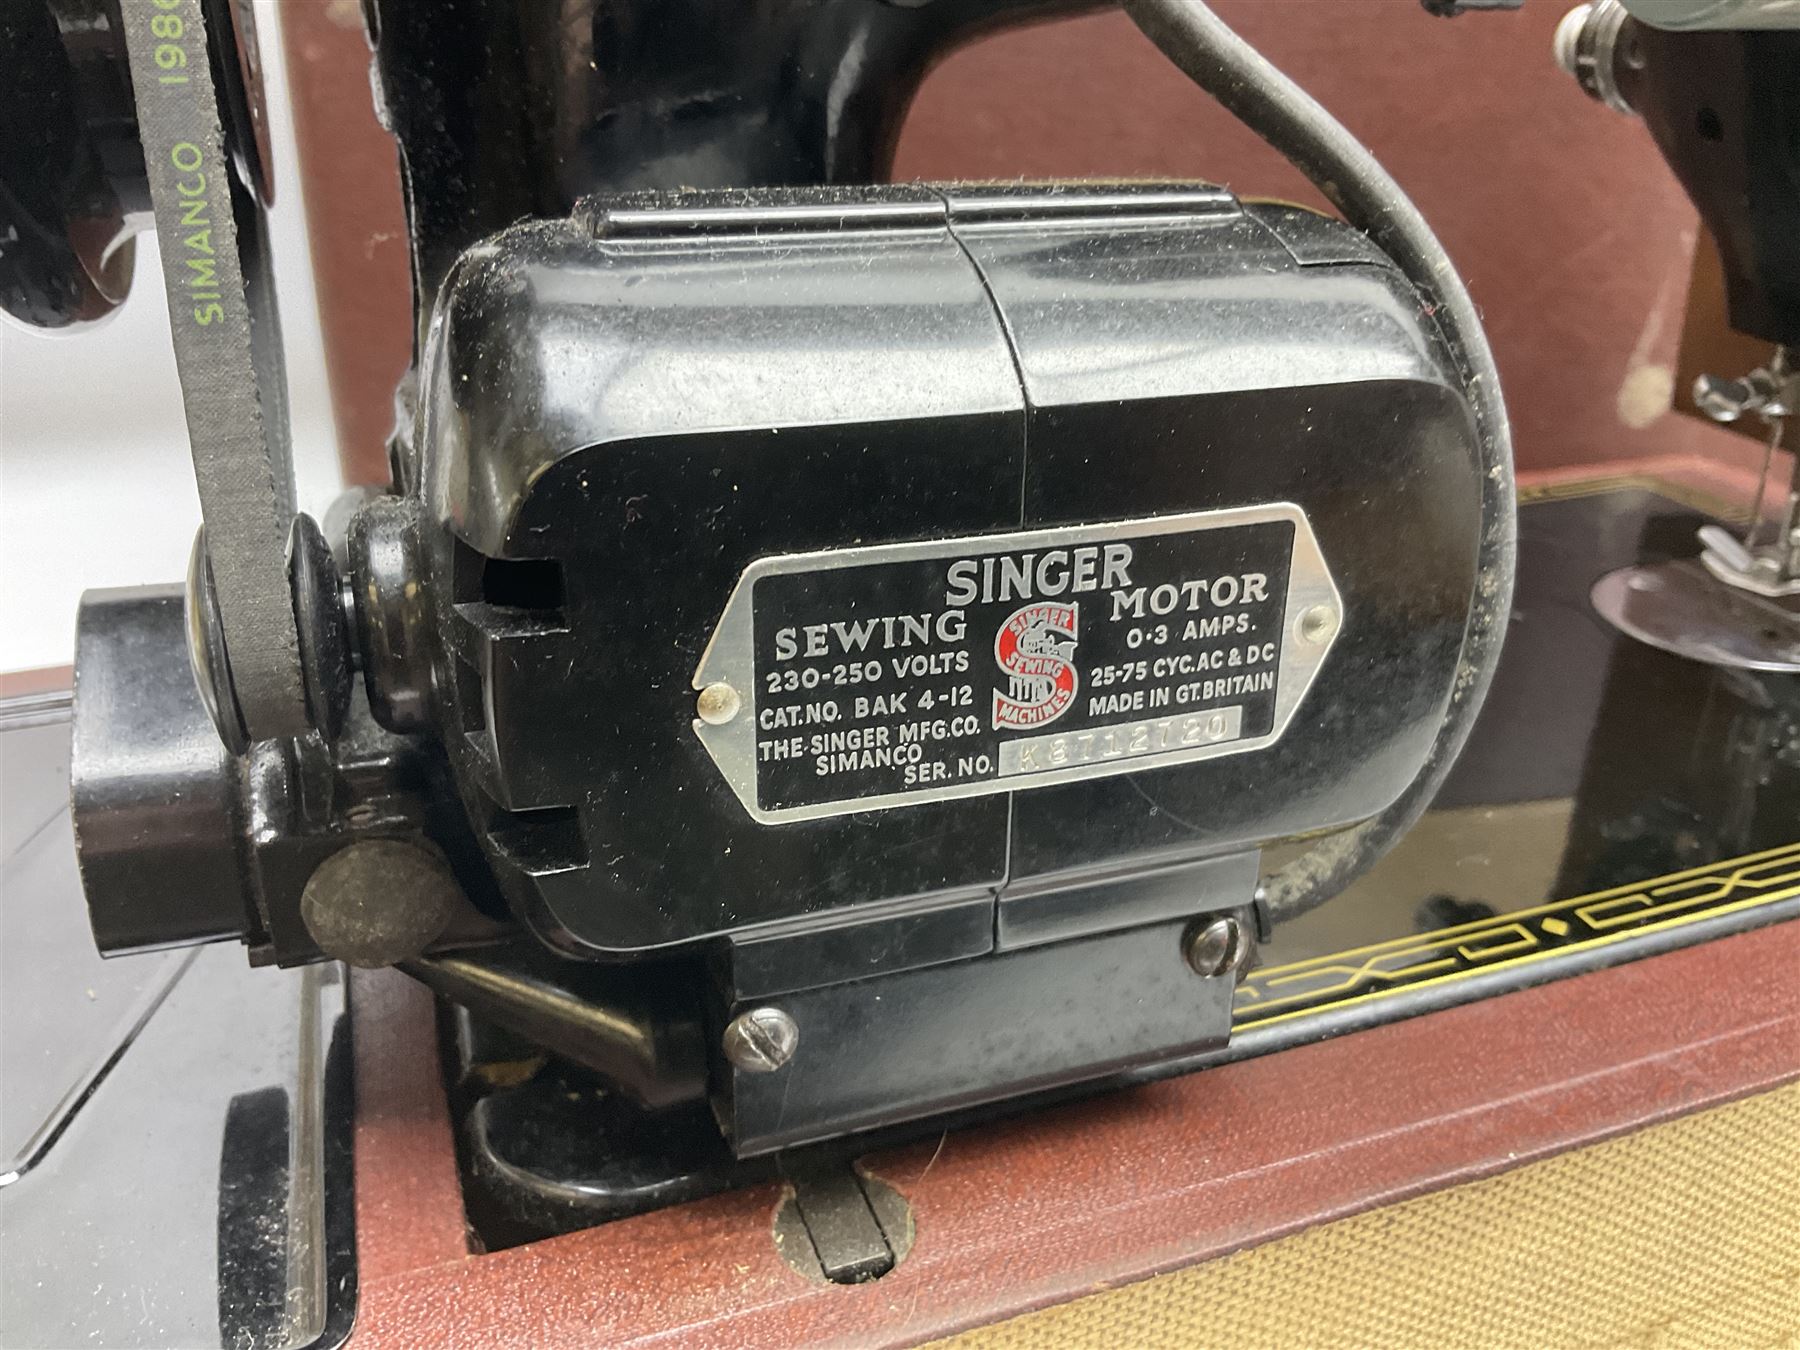 SIMANCO 1986
SINGER
SEWING MOTOR
230-250 VOLTS
CAT.NO. BAK 4-12
THE SINGER MFG.CO.
SIMANCO
SINGER
SEWING
MACHINES
0·3 AMPS.
25-75 CYC.AC & DC
MADE IN GT.BRITAIN
SER. NO. K8712720